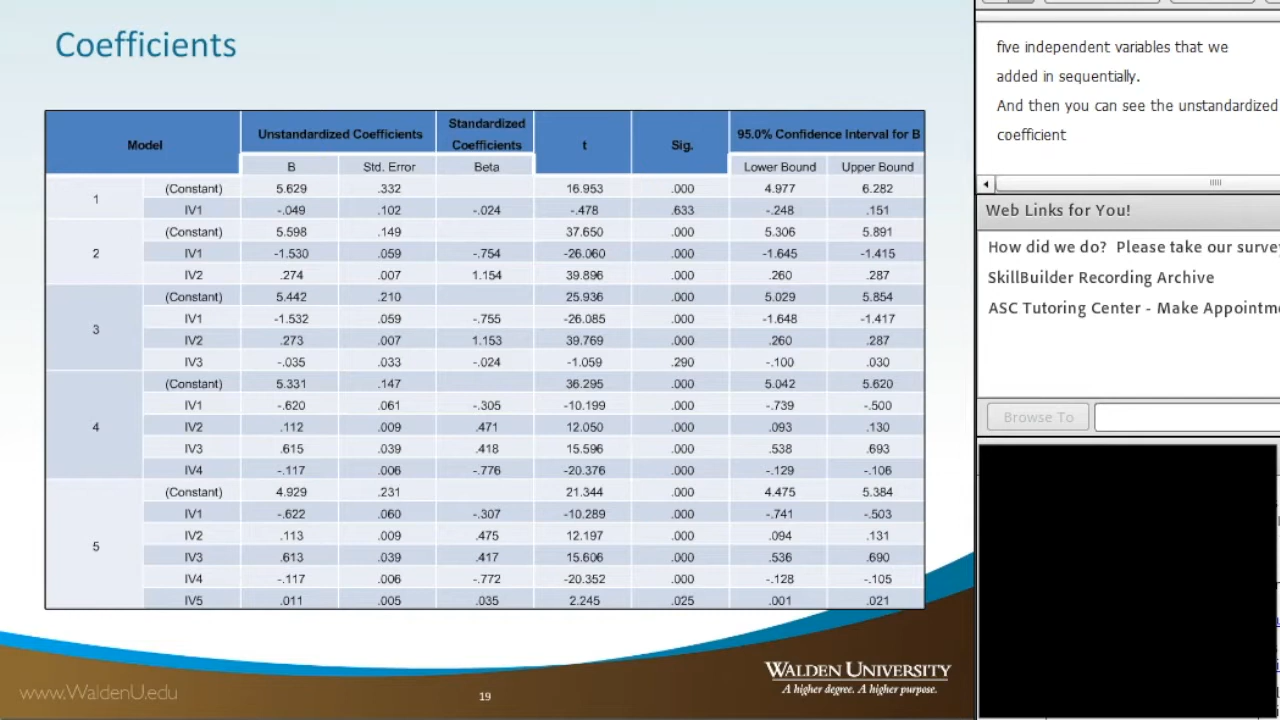 Coefficients
Model Unstandardized Coefficients Standardized Coefficients t Sig. 95.0% Confidence Interval for B
B Std. Error Beta Lower Bound Upper Bound
1 (Constant) 5.629 .332 16.953 .000 4.977 6.282
IV1 -.049 .102 -.024 -.478 .633 -.248 .151
2 (Constant) 5.598 .149 37.650 .000 5.306 5.891
IV1 -1.530 .059 -.754 -26.060 .000 -1.645 -1.415
IV2 .274 .007 1.154 39.896 .000 .260 .287
3 (Constant) 5.442 .210 25.936 .000 5.029 5.854
IV1 -1.532 .059 -.755 -26.085 .000 -1.648 -1.417
IV2 .273 .007 1.153 39.769 .000 .260 .287
IV3 -.035 .033 -.024 -1.059 .290 -.100 .030
4 (Constant) 5.331 .147 36.295 .000 5.042 5.620
IV1 -.620 .061 -.305 -10.199 .000 -.739 -.500
IV2 .112 .009 .471 12.050 .000 .093 .130
IV3 .615 .039 .418 15.596 .000 .538 .693
IV4 -.117 .006 -.776 -20.376 .000 -.129 -.106
5 (Constant) 4.929 .231 21.344 .000 4.475 5.384
IV1 -.622 .060 -.307 -10.289 .000 -.741 -.503
IV2 .113 .009 .475 12.197 .000 .094 .131
IV3 .613 .039 .417 15.606 .000 .536 .690
IV4 -.117 .006 -.772 -20.352 .000 -.128 -.105
IV5 .011 .005 .035 2.245 .025 .001 .021
www.WaldenU.edu
19
WALDEN UNIVERSITY
A higher degree. A higher purpose.
five independent variables that we
added in sequentially.
And then you can see the unstandardized
coefficient
Web Links for You!
How did we do? Please take our surve
SkillBuilder Recording Archive
ASC Tutoring Center - Make Appointm
Browse To